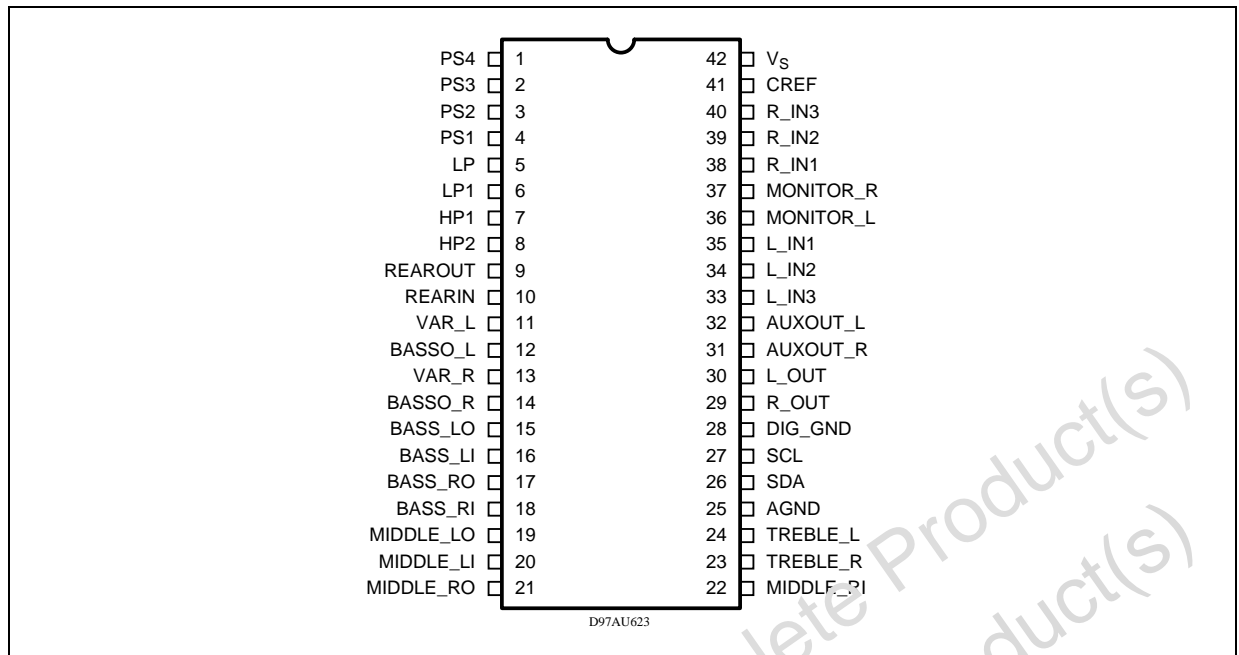 PS4 1 42 VS
PS3 2 41 CREF
PS2 3 40 R_IN3
PS1 4 39 R_IN2
LP 5 38 R_IN1
LP1 6 37 MONITOR_R
HP1 7 36 MONITOR_L
HP2 8 35 L_IN1
REAROUT 9 34 L_IN2
REARIN 10 33 L_IN3
VAR_L 11 32 AUXOUT_L
BASSO_L 12 31 AUXOUT_R
VAR_R 13 30 L_OUT
BASSO_R 14 29 R_OUT
BASS_LO 15 28 DIG_GND
BASS_LI 16 27 SCL
BASS_RO 17 26 SDA
BASS_RI 18 25 AGND
MIDDLE_LO 19 24 TREBLE_L
MIDDLE_LI 20 23 TREBLE_R
MIDDLE_RO 21 22 MIDDLE_RI
D97AU623
lete Product(s)
oduct(s)